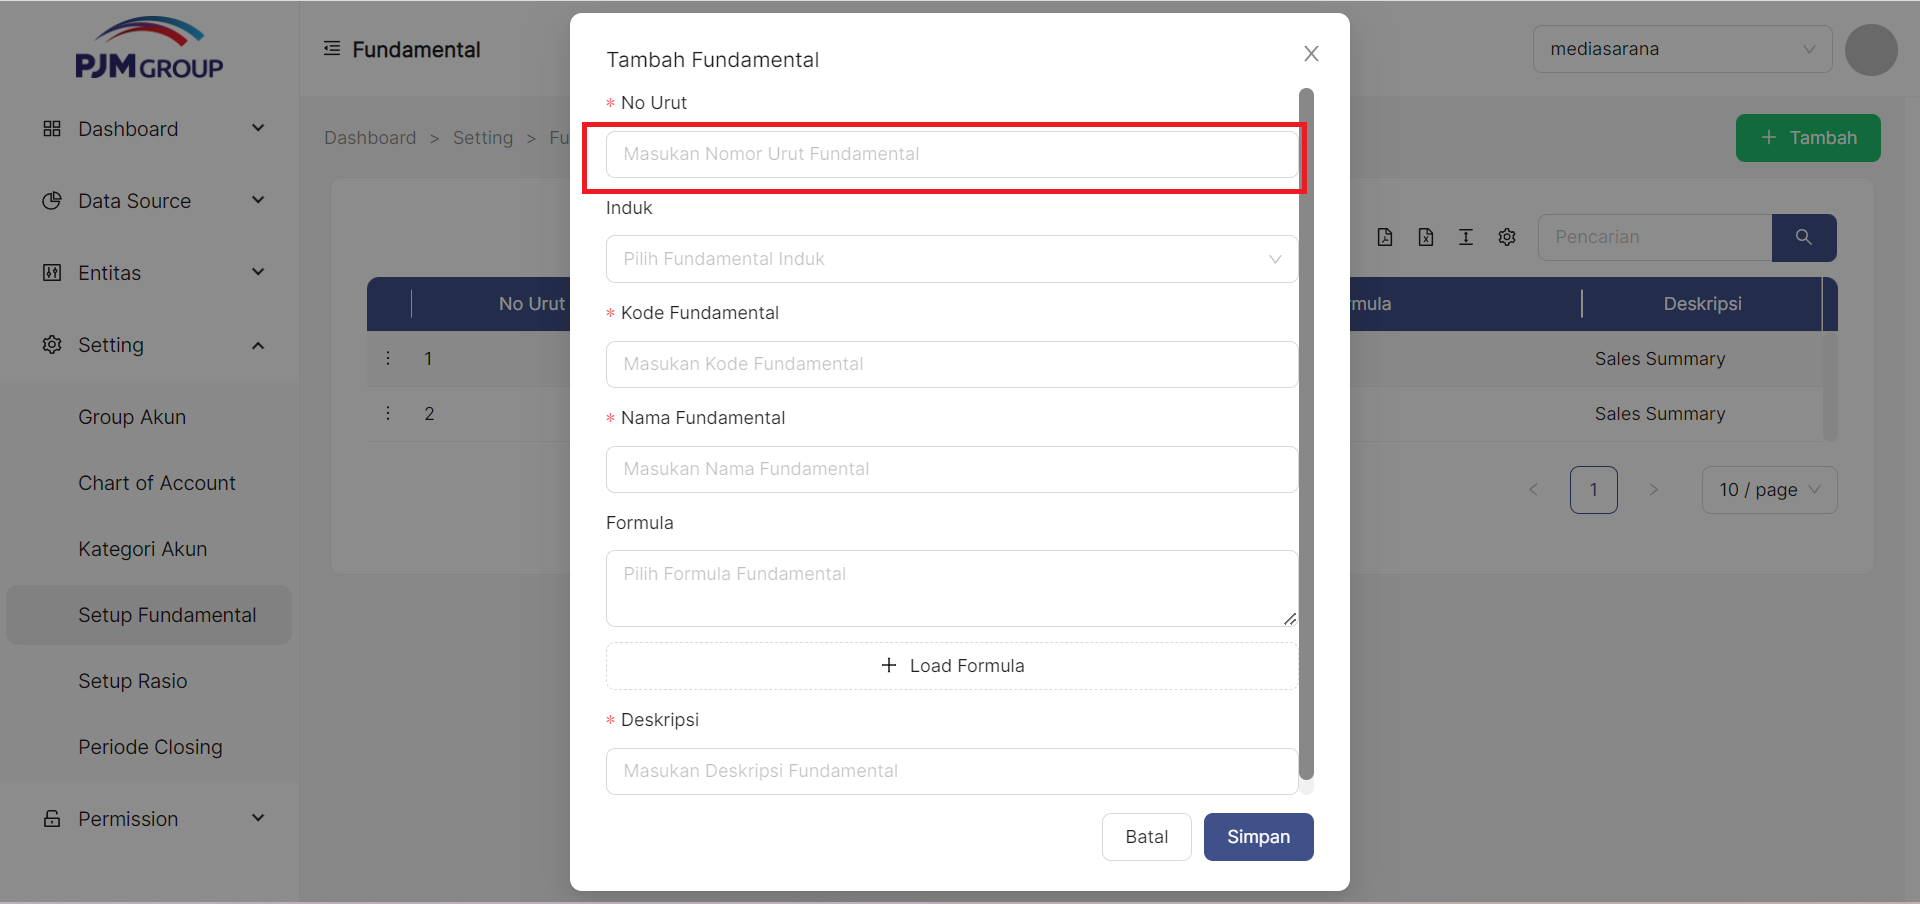 PJM GROUP
Dashboard
Data Source
Entitas
Setting
Group Akun
Chart of Account
Kategori Akun
Setup Fundamental
Setup Rasio
Periode Closing
Permission
Fundamental
mediasarana
Dashboard > Setting > Fu
+ Tambah
Pencarian
No Urut
mula
Deskripsi
1
Sales Summary
2
Sales Summary
< 1 >
10 / page
Tambah Fundamental
* No Urut
Masukan Nomor Urut Fundamental
Induk
Pilih Fundamental Induk
* Kode Fundamental
Masukan Kode Fundamental
* Nama Fundamental
Masukan Nama Fundamental
Formula
Pilih Formula Fundamental
+ Load Formula
* Deskripsi
Masukan Deskripsi Fundamental
Batal
Simpan